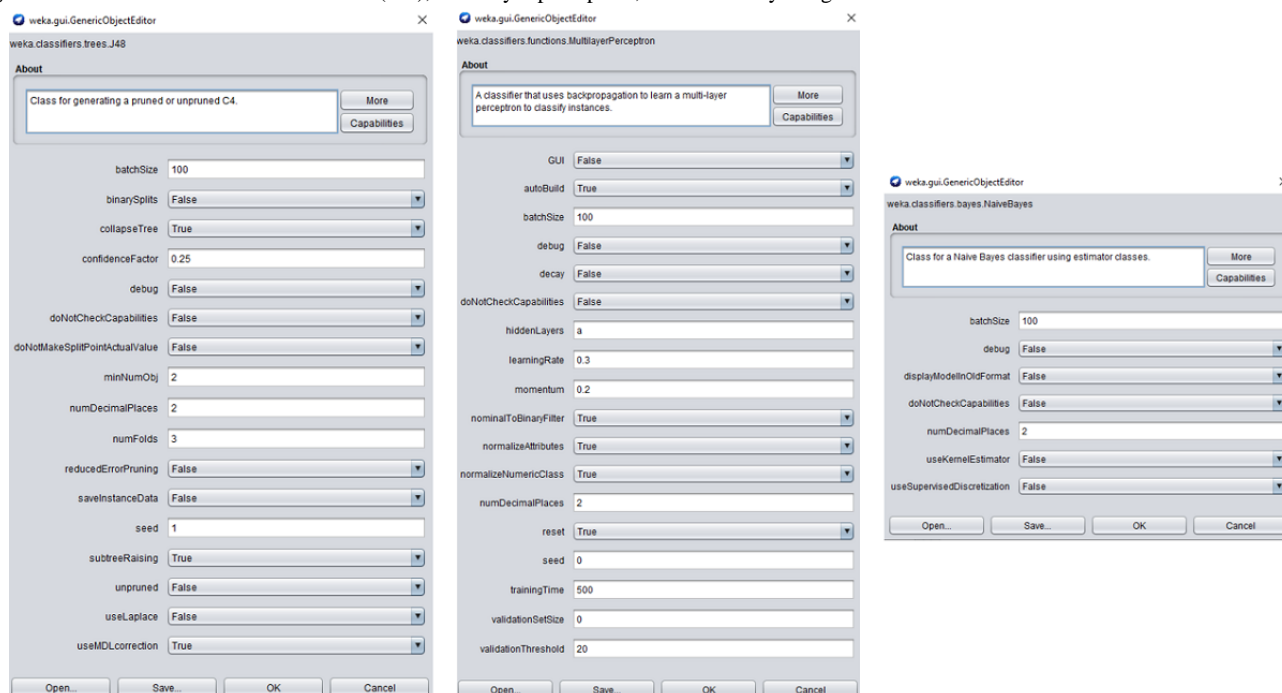 weka.gui.GenericObjectEditor
weka.classifiers.trees.J48
About
Class for generating a pruned or unpruned C4.
More
Capabilities
batchSize 100
binarySplits False
collapseTree True
confidenceFactor 0.25
debug False
doNotCheckCapabilities False
doNotMakeSplitPointActualValue False
minNumObj 2
numDecimalPlaces 2
numFolds 3
reducedErrorPruning False
saveInstanceData False
seed 1
subtreeRaising True
unpruned False
useLaplace False
useMDLcorrection True
Open... Save... OK Cancel
weka.gui.GenericObjectEditor
weka.classifiers.functions.MultilayerPerceptron
About
A classifier that uses backpropagation to learn a multi-layer
perceptron to classify instances.
More
Capabilities
GUI False
autoBuild True
batchSize 100
debug False
decay False
doNotCheckCapabilities False
hiddenLayers a
learningRate 0.3
momentum 0.2
nominalToBinaryFilter True
normalizeAttributes True
normalizeNumericClass True
numDecimalPlaces 2
reset True
seed 0
trainingTime 500
validationSetSize 0
validationThreshold 20
Open... Save... OK Cancel
weka.gui.GenericObjectEditor
weka.classifiers.bayes.NaiveBayes
About
Class for a Naive Bayes classifier using estimator classes.
More
Capabilities
batchSize 100
debug False
displayModelInOldFormat False
doNotCheckCapabilities False
numDecimalPlaces 2
useKernelEstimator False
useSupervisedDiscretization False
Open... Save... OK Cancel